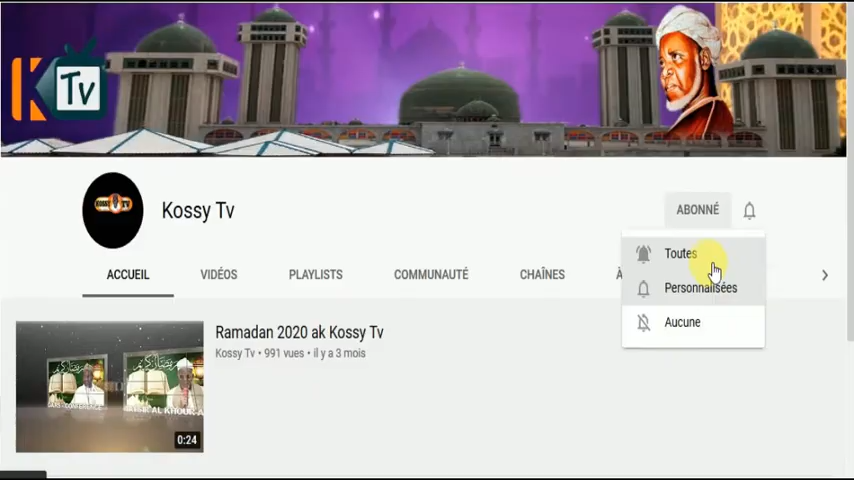 K Tv
Kossy Tv
ABONNÉ
Toutes
Personnalisées
Aucune
ACCUEIL
VIDÉOS
PLAYLISTS
COMMUNAUTÉ
CHAÎNES
À
Ramadan 2020 ak Kossy Tv
Kossy Tv • 991 vues • il y a 3 mois
0:24